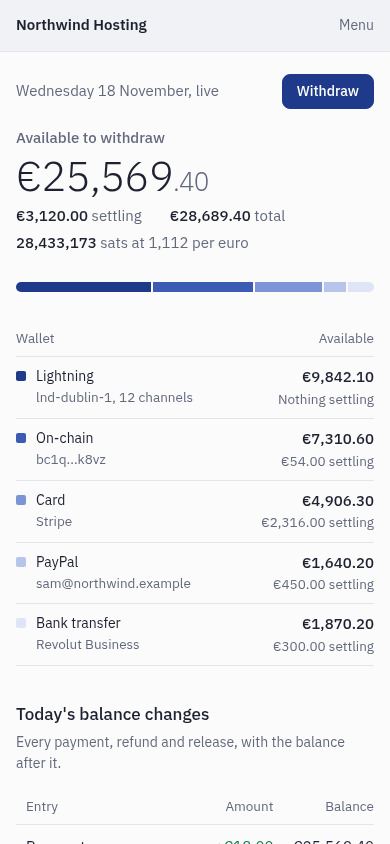 Northwind Hosting
Menu
Wednesday 18 November, live
Withdraw
Available to withdraw
€25,569.40
€3,120.00 settling €28,689.40 total
28,433,173 sats at 1,112 per euro
Wallet Available
Lightning €9,842.10
lnd-dublin-1, 12 channels Nothing settling
On-chain €7,310.60
bc1q...k8vz €54.00 settling
Card €4,906.30
Stripe €2,316.00 settling
PayPal €1,640.20
sam@northwind.example €450.00 settling
Bank transfer €1,870.20
Revolut Business €300.00 settling
Today's balance changes
Every payment, refund and release, with the balance
after it.
Entry Amount Balance